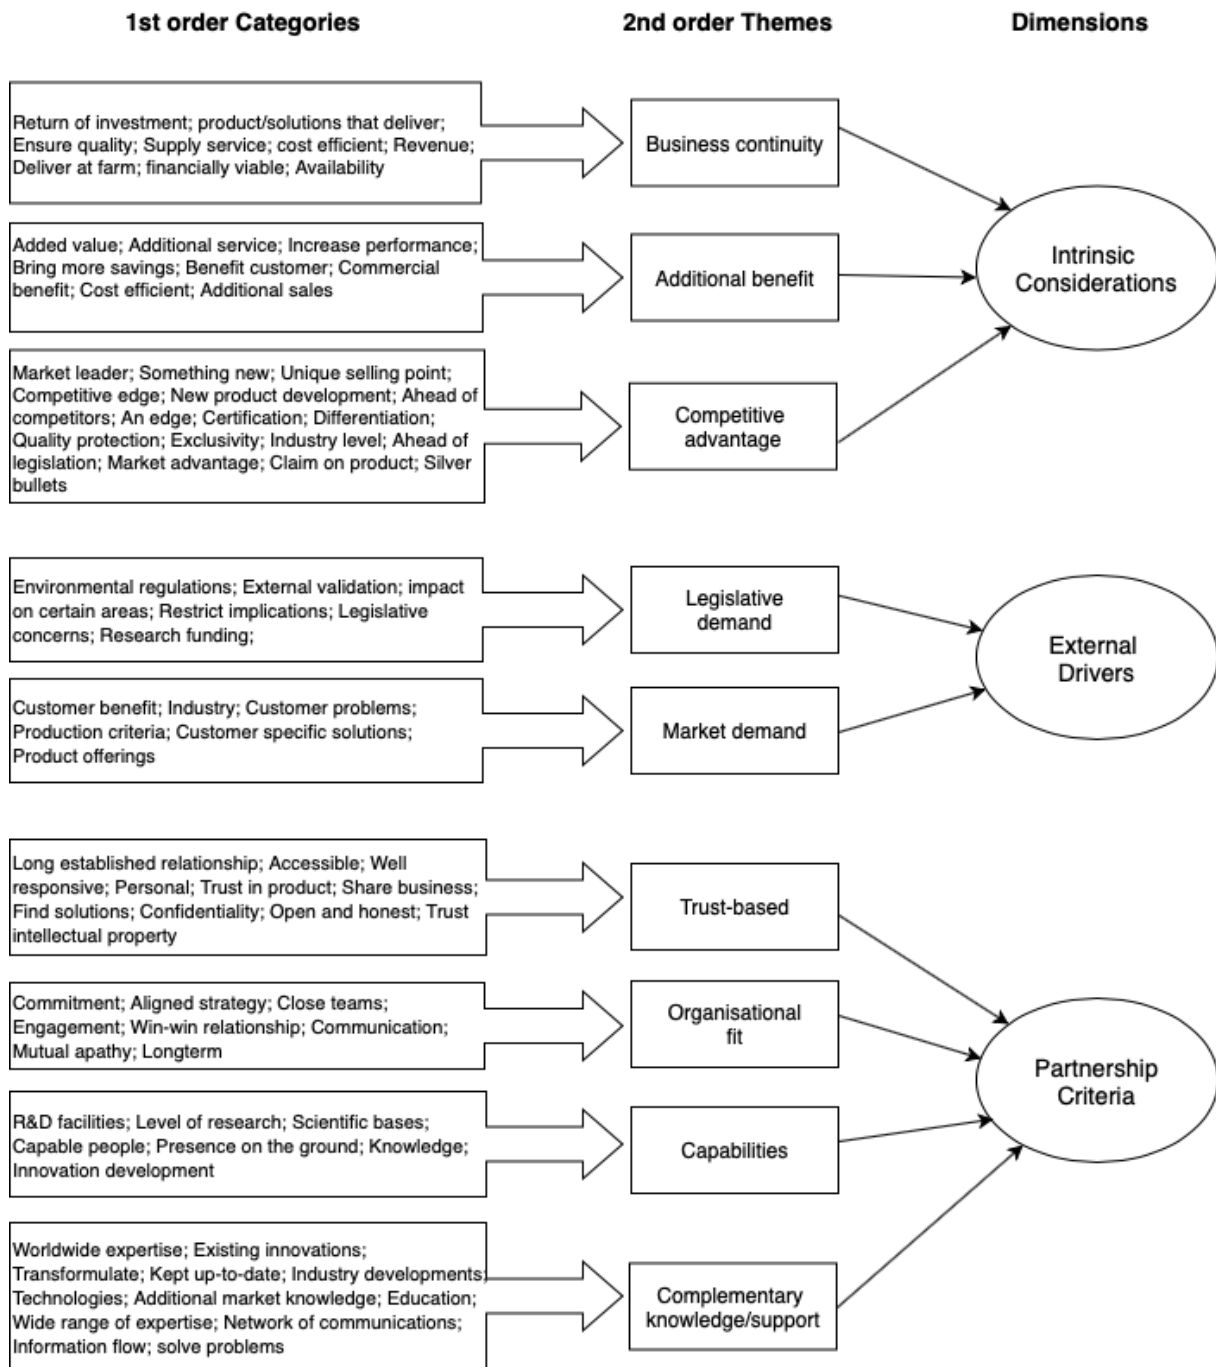 1st order Categories
2nd order Themes
Dimensions
Return of investment; product/solutions that deliver;
Ensure quality; Supply service; cost efficient; Revenue;
Deliver at farm; financially viable; Availability
Business continuity
Added value; Additional service; Increase performance;
Bring more savings; Benefit customer; Commercial
benefit; Cost efficient; Additional sales
Additional benefit
Intrinsic
Considerations
Market leader; Something new; Unique selling point;
Competitive edge; New product development; Ahead of
competitors; An edge; Certification; Differentiation;
Quality protection; Exclusivity; Industry level; Ahead of
legislation; Market advantage; Claim on product; Silver
bullets
Competitive
advantage
Environmental regulations; External validation; impact
on certain areas; Restrict implications; Legislative
concerns; Research funding;
Legislative
demand
External
Drivers
Customer benefit; Industry; Customer problems;
Production criteria; Customer specific solutions;
Product offerings
Market demand
Long established relationship; Accessible; Well
responsive; Personal; Trust in product; Share business;
Find solutions; Confidentiality; Open and honest; Trust
intellectual property
Trust-based
Commitment; Aligned strategy; Close teams;
Engagement; Win-win relationship; Communication;
Mutual apathy; Longterm
Organisational
fit
Partnership
Criteria
R&D facilities; Level of research; Scientific bases;
Capable people; Presence on the ground; Knowledge;
Innovation development
Capabilities
Worldwide expertise; Existing innovations;
Transformulate; Kept up-to-date; Industry developments;
Technologies; Additional market knowledge; Education;
Wide range of expertise; Network of communications;
Information flow; solve problems
Complementary
knowledge/support